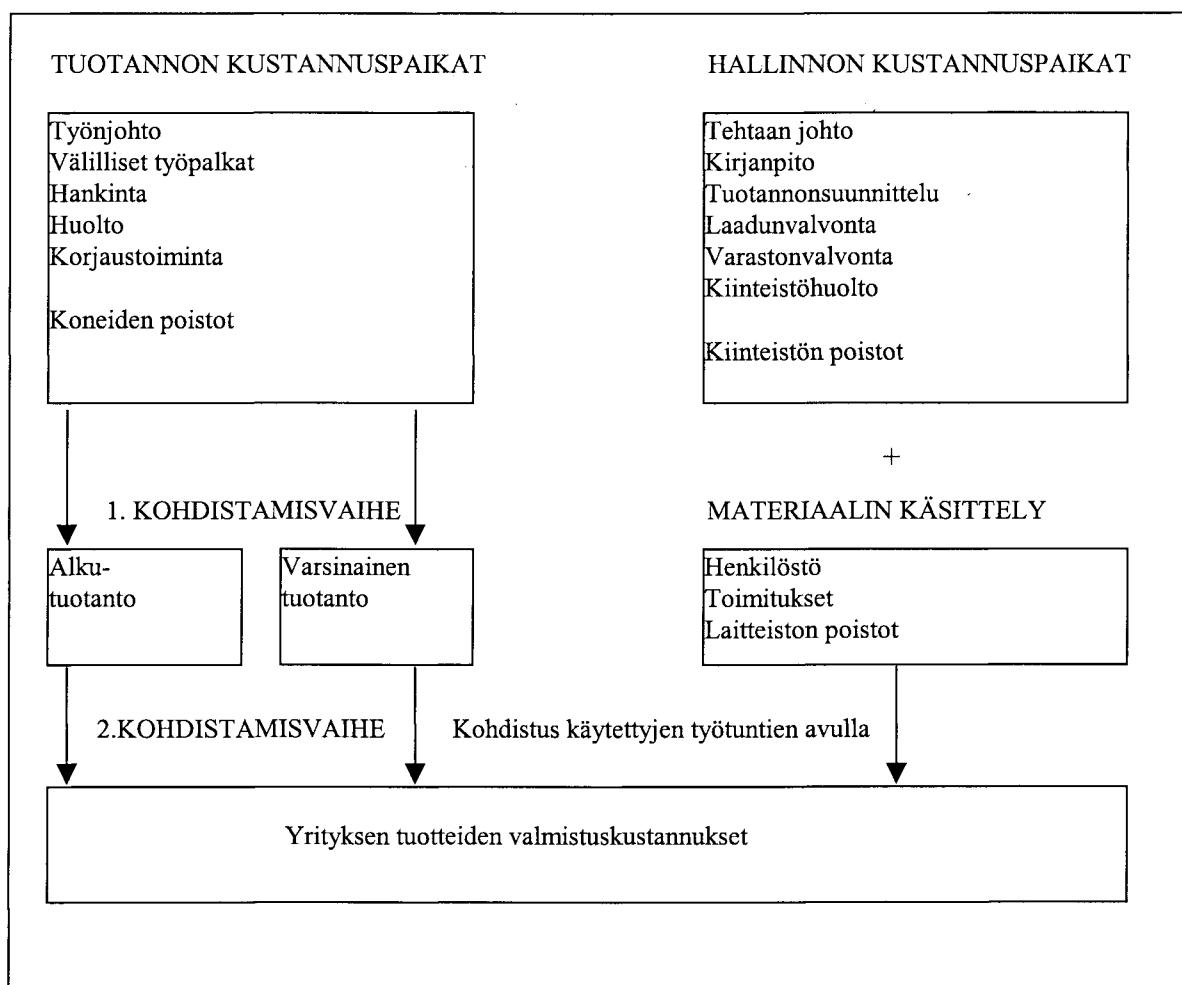 TUOTANNON KUSTANNUSPAIKAT
Työnjohto
Välilliset työpalkat
Hankinta
Huolto
Korjaustoiminta
Koneiden poistot
HALLINNON KUSTANNUSPAIKAT
Tehtaan johto
Kirjanpito
Tuotannonsuunnittelu
Laadunvalvonta
Varastonvalvonta
Kiinteistöhuolto
Kiinteistön poistot
+
1. KOHDISTAMISVAIHE
MATERIAALIN KÄSITTELY
Alku-
tuotanto
Varsinainen
tuotanto
Henkilöstö
Toimitukset
Laitteiston poistot
2.KOHDISTAMISVAIHE
Kohdistus käytettyjen työtuntien avulla
Yrityksen tuotteiden valmistuskustannukset